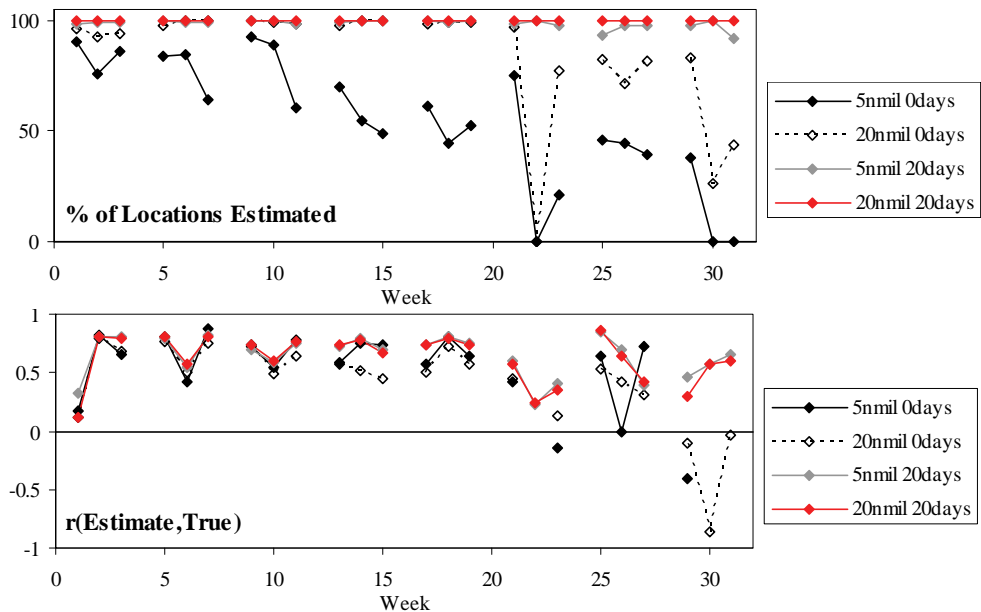 100
50
0
% of Locations Estimated
0 5 10 15 20 25 30
Week
5nmil 0days
20nmil 0days
5nmil 20days
20nmil 20days
1
0.5
0
-0.5
-1
r(Estimate,True)
0 5 10 15 20 25 30
Week
5nmil 0days
20nmil 0days
5nmil 20days
20nmil 20days